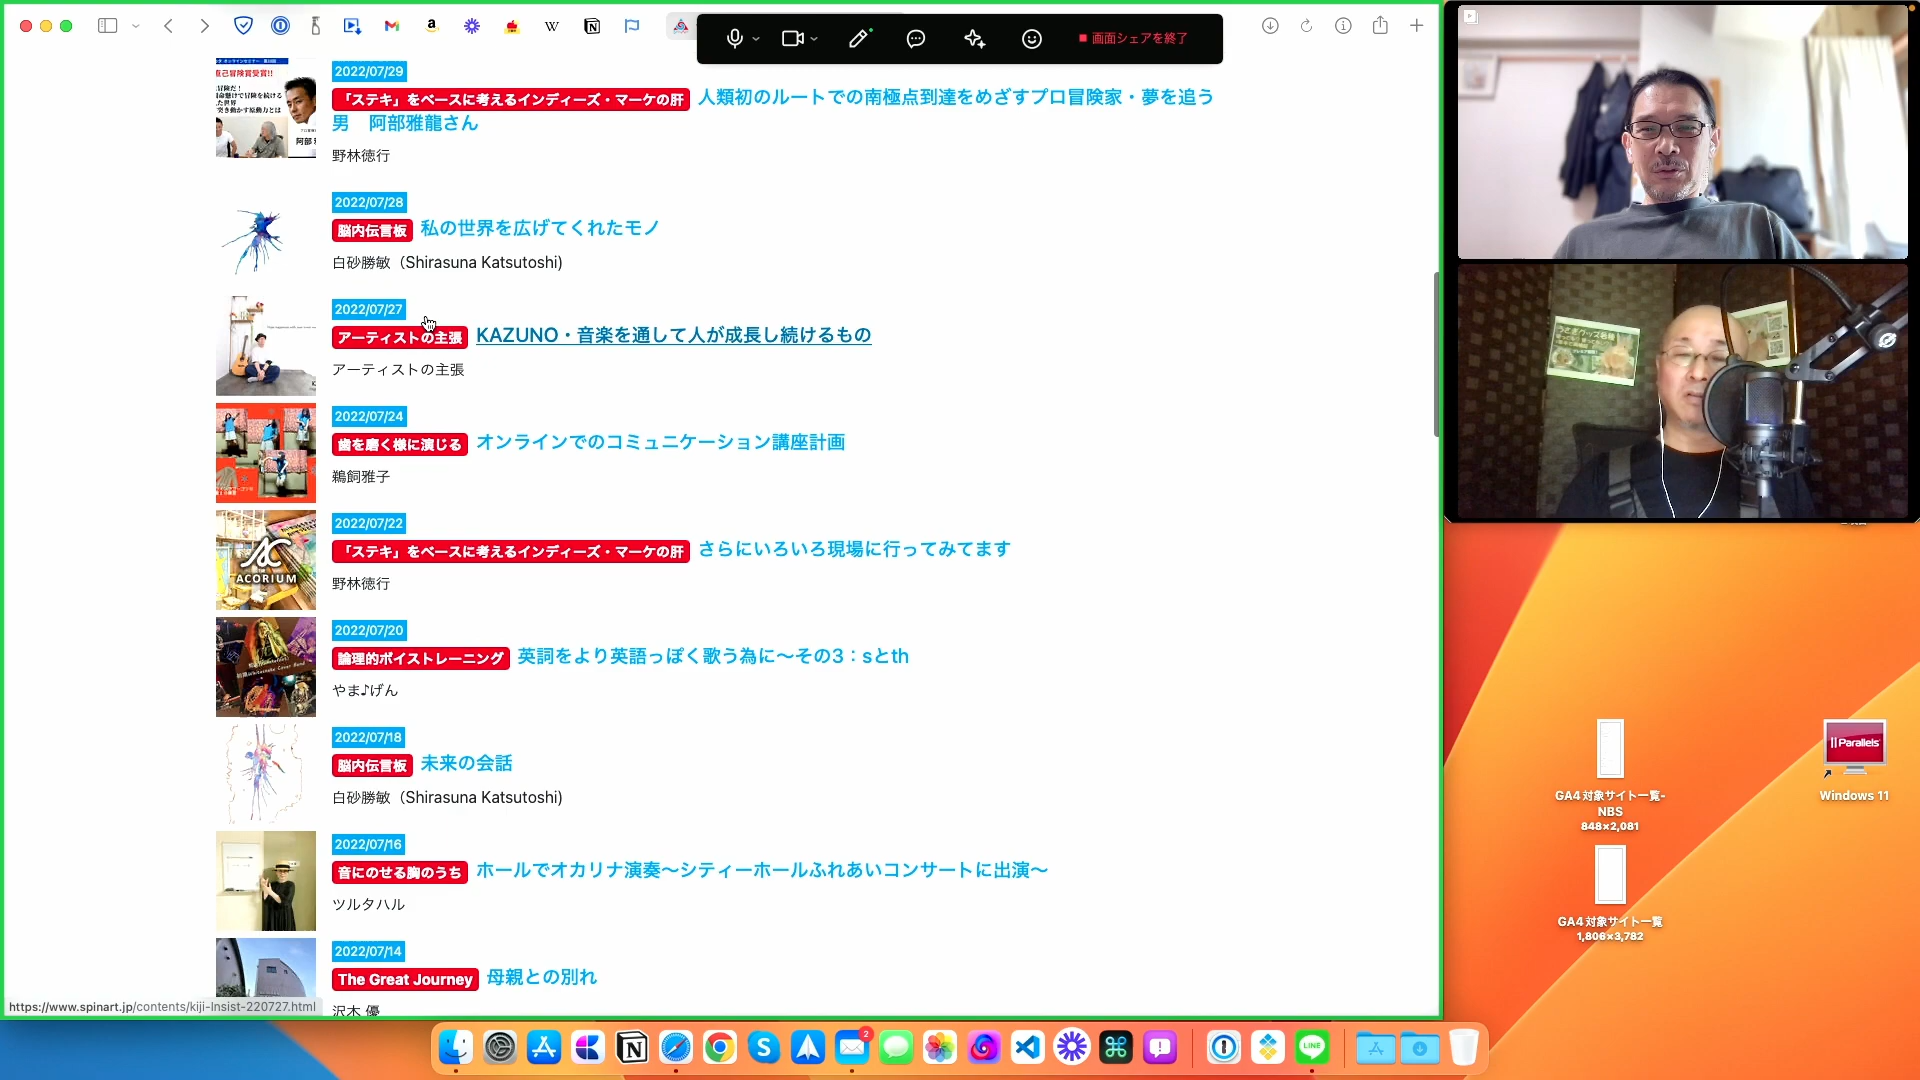 画面シェアを終了
2022/07/29
「ステキ」をベースに考えるインディーズ・マーケの肝 人類初のルートでの南極点到達をめざすプロ冒険家・夢を追う
男　阿部雅龍さん
野林徳行
2022/07/28
脳内伝言板 私の世界を広げてくれたモノ
白砂勝敏（Shirasuna Katsutoshi)
2022/07/27
アーティストの主張 KAZUNO・音楽を通して人が成長し続けるもの
アーティストの主張
2022/07/24
歯を磨く様に演じる オンラインでのコミュニケーション講座計画
鵜飼雅子
2022/07/22
「ステキ」をベースに考えるインディーズ・マーケの肝 さらにいろいろ現場に行ってみてます
野林徳行
ACORIUM
2022/07/20
論理的ボイストレーニング 英詞をより英語っぽく歌う為に〜その3：sとth
やま♪げん
2022/07/18
脳内伝言板 未来の会話
白砂勝敏（Shirasuna Katsutoshi)
2022/07/16
音にのせる胸のうち ホールでオカリナ演奏〜シティーホールふれあいコンサートに出演〜
ツルタハル
2022/07/14
The Great Journey 母親との別れ
沢木 優
https://www.spinart.jp/contents/kiji-Insist-220727.html
うさぎグッズ名鑑
GA4 対象サイト一覧-
NBS
848×2,081
Parallels
Windows 11
GA4 対象サイト一覧
1,806×3,782
2
LINE